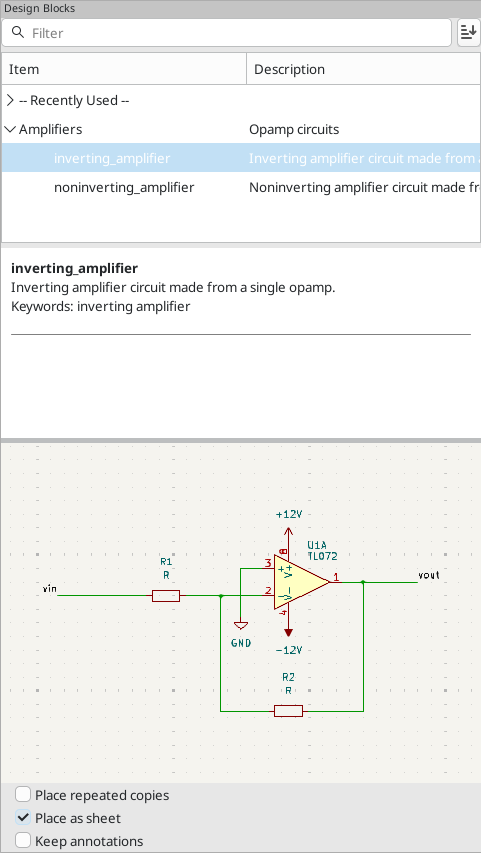 Design Blocks
Filter
Item Description
-- Recently Used --
Amplifiers Opamp circuits
inverting_amplifier Inverting amplifier circuit made from
noninverting_amplifier Noninverting amplifier circuit made
inverting_amplifier
Inverting amplifier circuit made from a single opamp.
Keywords: inverting amplifier
+12V
U1A
TL072
8
3
+
V+
R1
R
1
vout
vin
2
-
V-
4
GND
-12V
R2
R
Place repeated copies
Place as sheet
Keep annotations